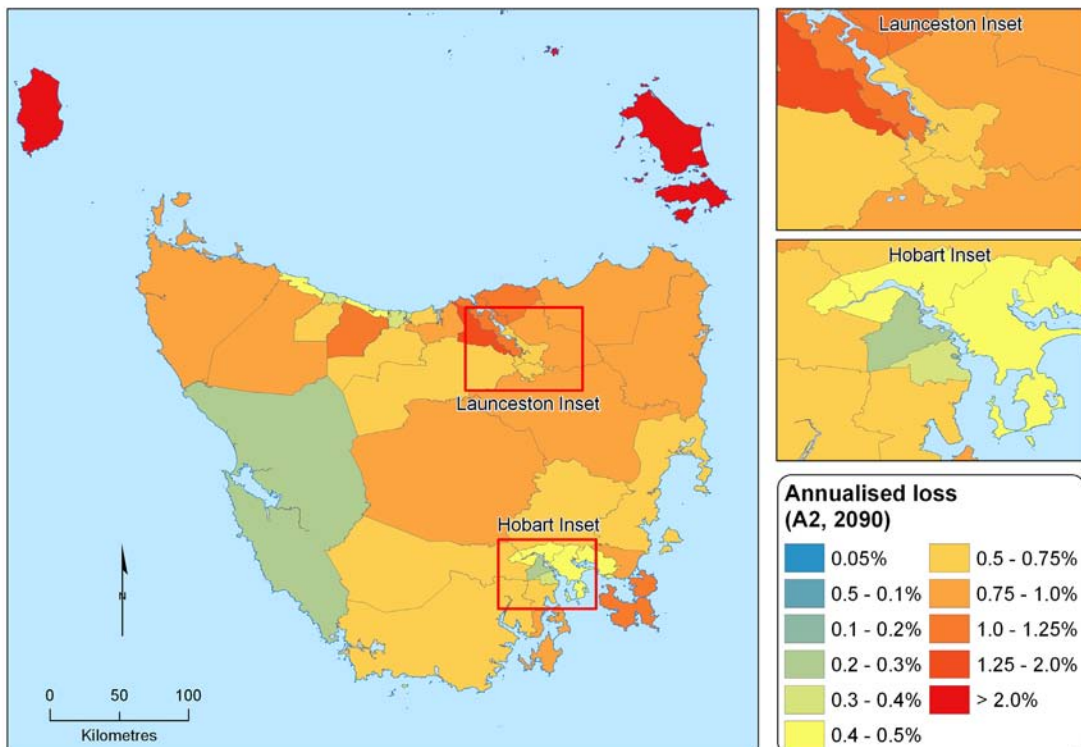 Launceston Inset
Hobart Inset
Launceston Inset
Hobart Inset
N
0 50 100
Kilometres
Annualised loss
(A2, 2090)
0.05%
0.5 - 0.1%
0.1 - 0.2%
0.2 - 0.3%
0.3 - 0.4%
0.4 - 0.5%
0.5 - 0.75%
0.75 - 1.0%
1.0 - 1.25%
1.25 - 2.0%
> 2.0%